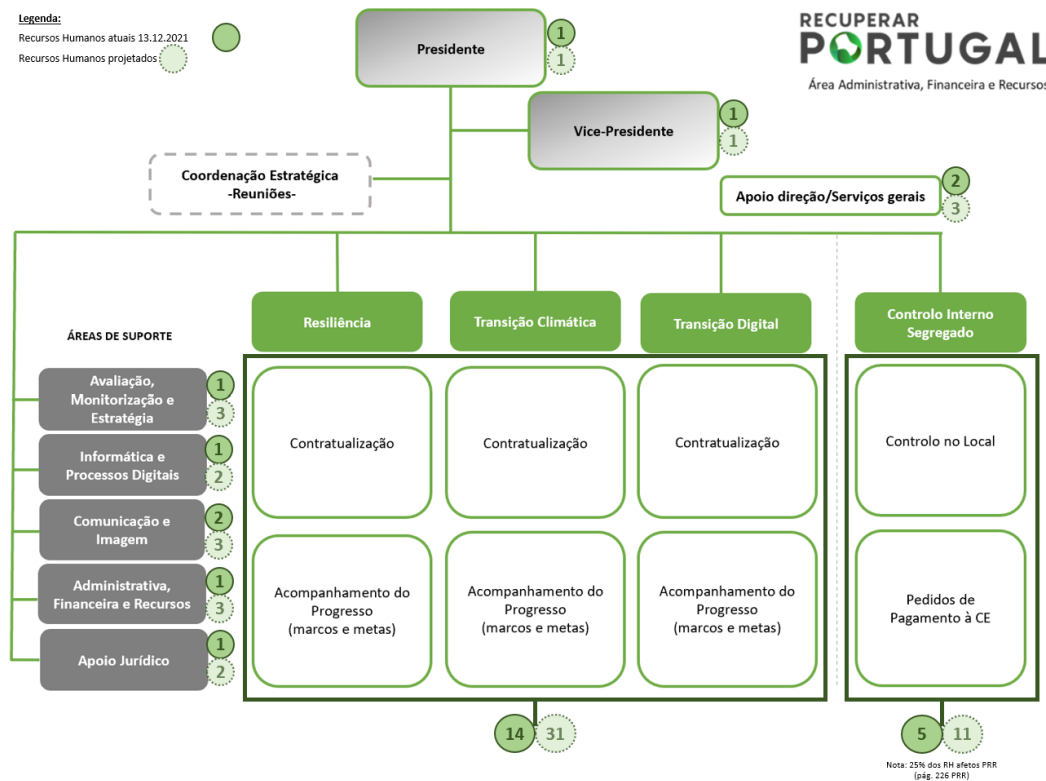 Legenda:
Recursos Humanos atuais 13.12.2021
Recursos Humanos projetados
RECUPERAR
PORTUGAL
Área Administrativa, Financeira e Recursos
Presidente
1
1
Vice-Presidente
1
1
Coordenação Estratégica
-Reuniões-
Apoio direção/Serviços gerais
2
3
Resiliência
Transição Climática
Transição Digital
Controlo Interno
Segregado
ÁREAS DE SUPORTE
Avaliação,
Monitorização e
Estratégia
1
3
Informática e
Processos Digitais
1
2
Comunicação e
Imagem
2
3
Administrativa,
Financeira e Recursos
1
3
Apoio Jurídico
1
2
Contratualização
Contratualização
Contratualização
Controlo no Local
Acompanhamento do
Progresso
(marcos e metas)
Acompanhamento do
Progresso
(marcos e metas)
Acompanhamento do
Progresso
(marcos e metas)
Pedidos de
Pagamento à CE
14
31
5
11
Nota: 25% dos RH afetos PRR
(pág. 226 PRR)